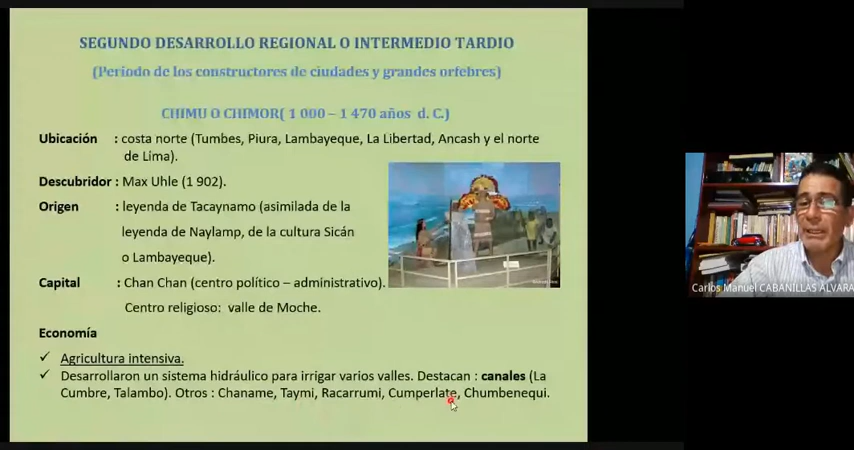 SEGUNDO DESARROLLO REGIONAL O INTERMEDIO TARDIO
(Período de los constructores de ciudades y grandes orfebres)
CHIMU O CHIMOR( 1 000 – 1 470 años d. C.)
Ubicación : costa norte (Tumbes, Piura, Lambayeque, La Libertad, Ancash y el norte
de Lima).
Descubridor : Max Uhle (1 902).
Origen : leyenda de Tacaynamo (asimilada de la
leyenda de Naylamp, de la cultura Sicán
o Lambayeque).
Capital : Chan Chan (centro político – administrativo).
Centro religioso: valle de Moche.
Economía
✓ Agricultura intensiva.
✓ Desarrollaron un sistema hidráulico para irrigar varios valles. Destacan : canales (La
Cumbre, Talambo). Otros : Chaname, Taymi, Racarrumi, Cumperlate, Chumbenequi.
Carlos Manuel CABANILLAS ALVARA